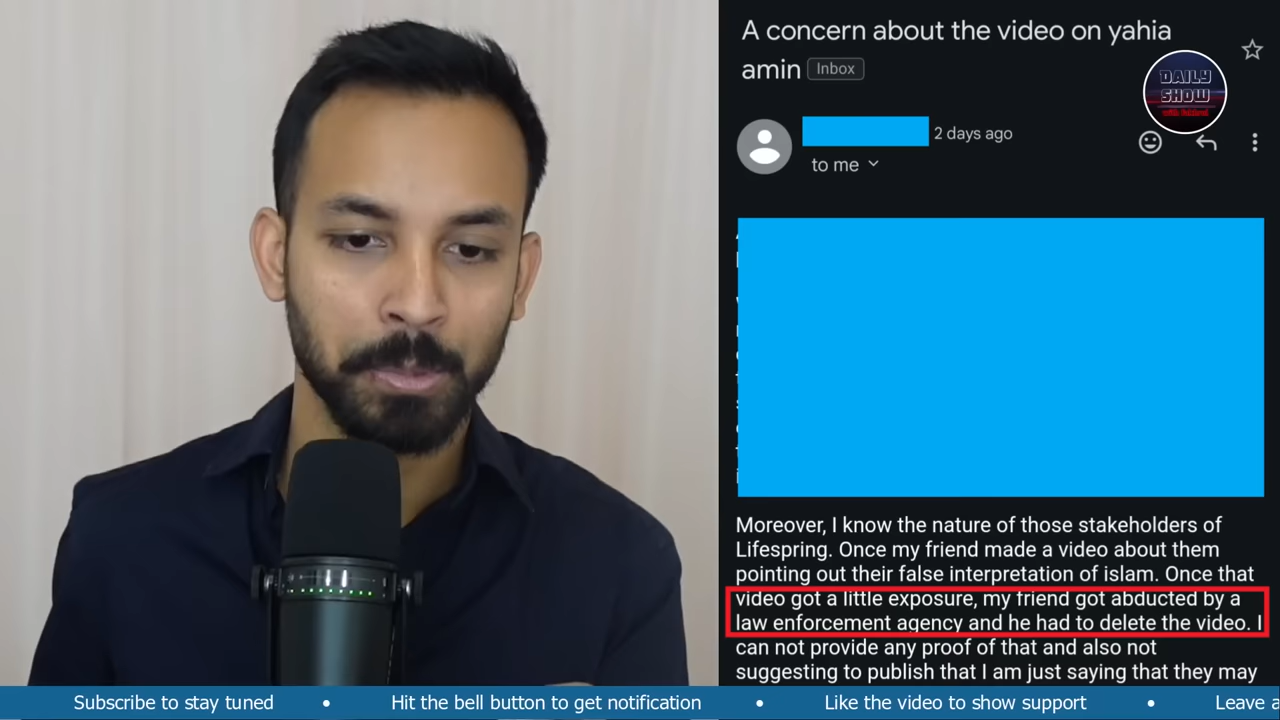 A concern about the video on yahia
amin Inbox
DAILY
SHOW
2 days ago
to me
Moreover, I know the nature of those stakeholders of
Lifespring. Once my friend made a video about them
pointing out their false interpretation of islam. Once that
video got a little exposure, my friend got abducted by a
law enforcement agency and he had to delete the video. I
can not provide any proof of that and also not
suggesting to publish that I am just saying that they may
Subscribe to stay tuned • Hit the bell button to get notification • Like the video to show support • Leave a